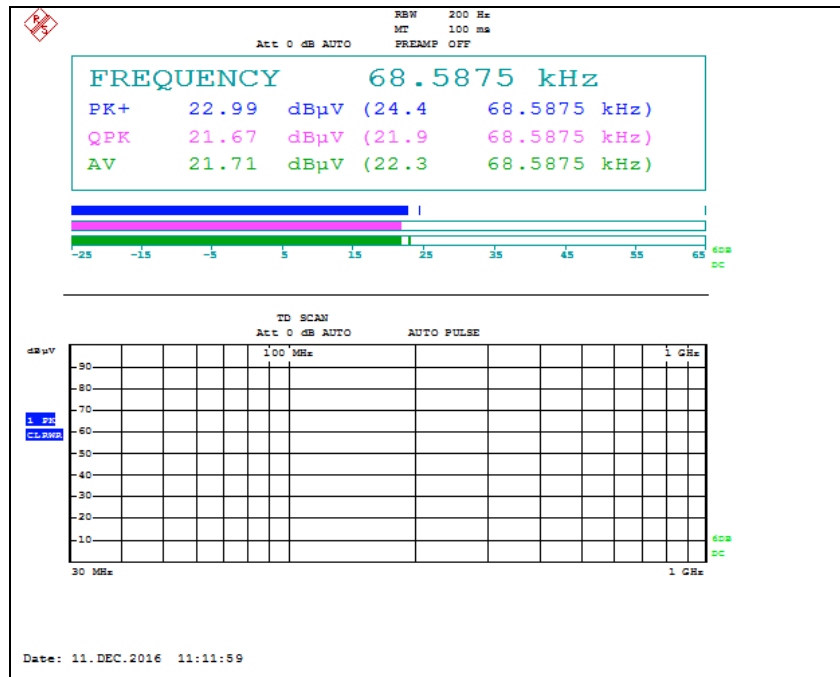 R S
RBW 200 Hz
MT 100 ms
Att 0 dB AUTO PREAMP OFF
FREQUENCY 68.5875 kHz
PK+ 22.99 dBµV (24.4 68.5875 kHz)
QPK 21.67 dBµV (21.9 68.5875 kHz)
AV 21.71 dBµV (22.3 68.5875 kHz)
-25 -15 -5 5 15 25 35 45 55 65
6DB
DC
TD SCAN
Att 0 dB AUTO AUTO PULSE
dBµV
100 MHz 1 GHz
90
80
70
1 PK
CLRWR
60
50
40
30
20
10
6DB
DC
30 MHz 1 GHz
Date: 11.DEC.2016 11:11:59